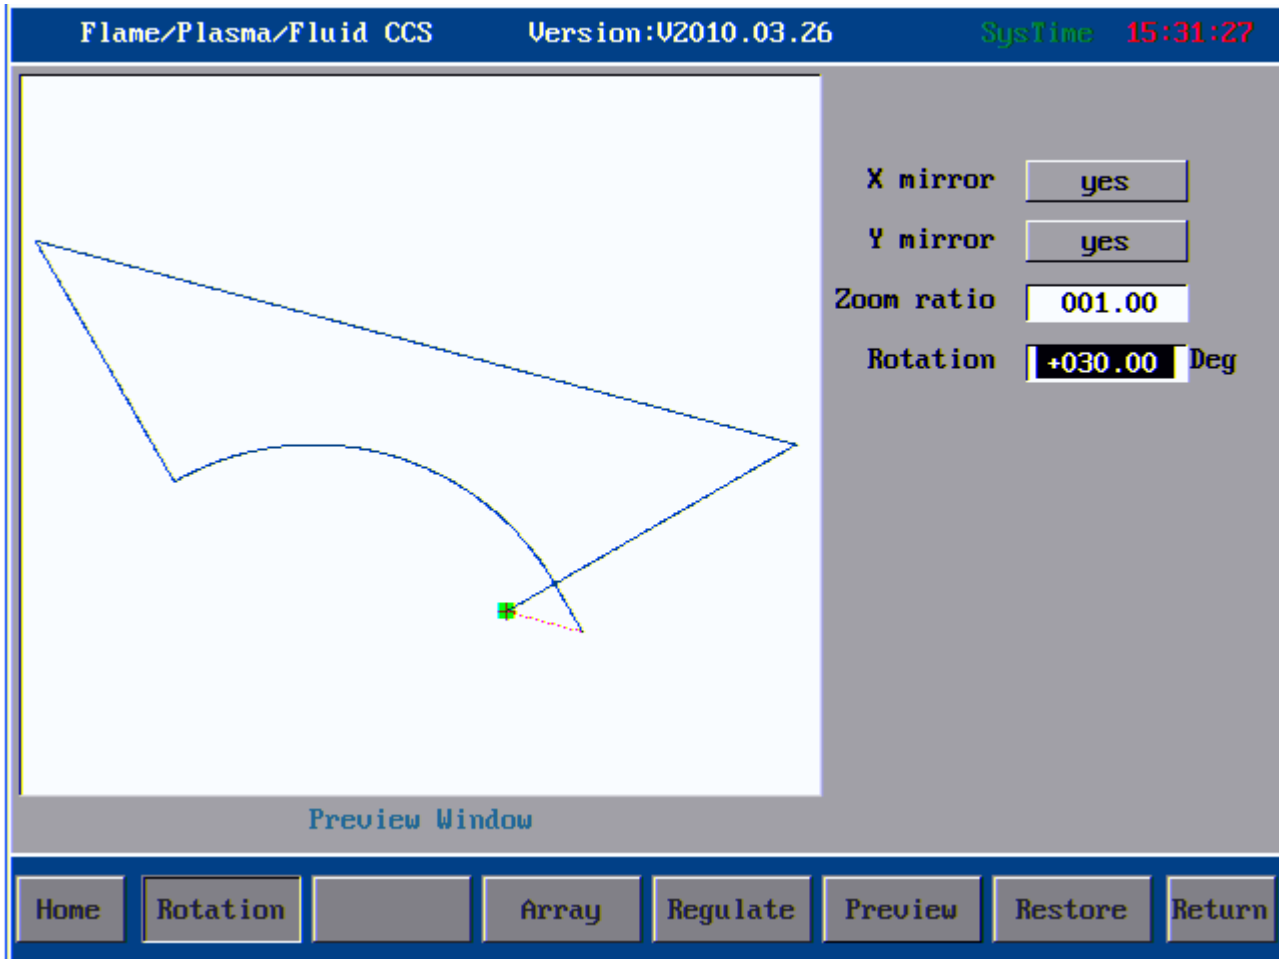 Flame/Plasma/Fluid CCS Version:V2010.03.26 SysTime 15:31:27
X mirror yes
Y mirror yes
Zoom ratio 001.00
Rotation +030.00 Deg
Preview Window
Home Rotation Array Regulate Preview Restore Return